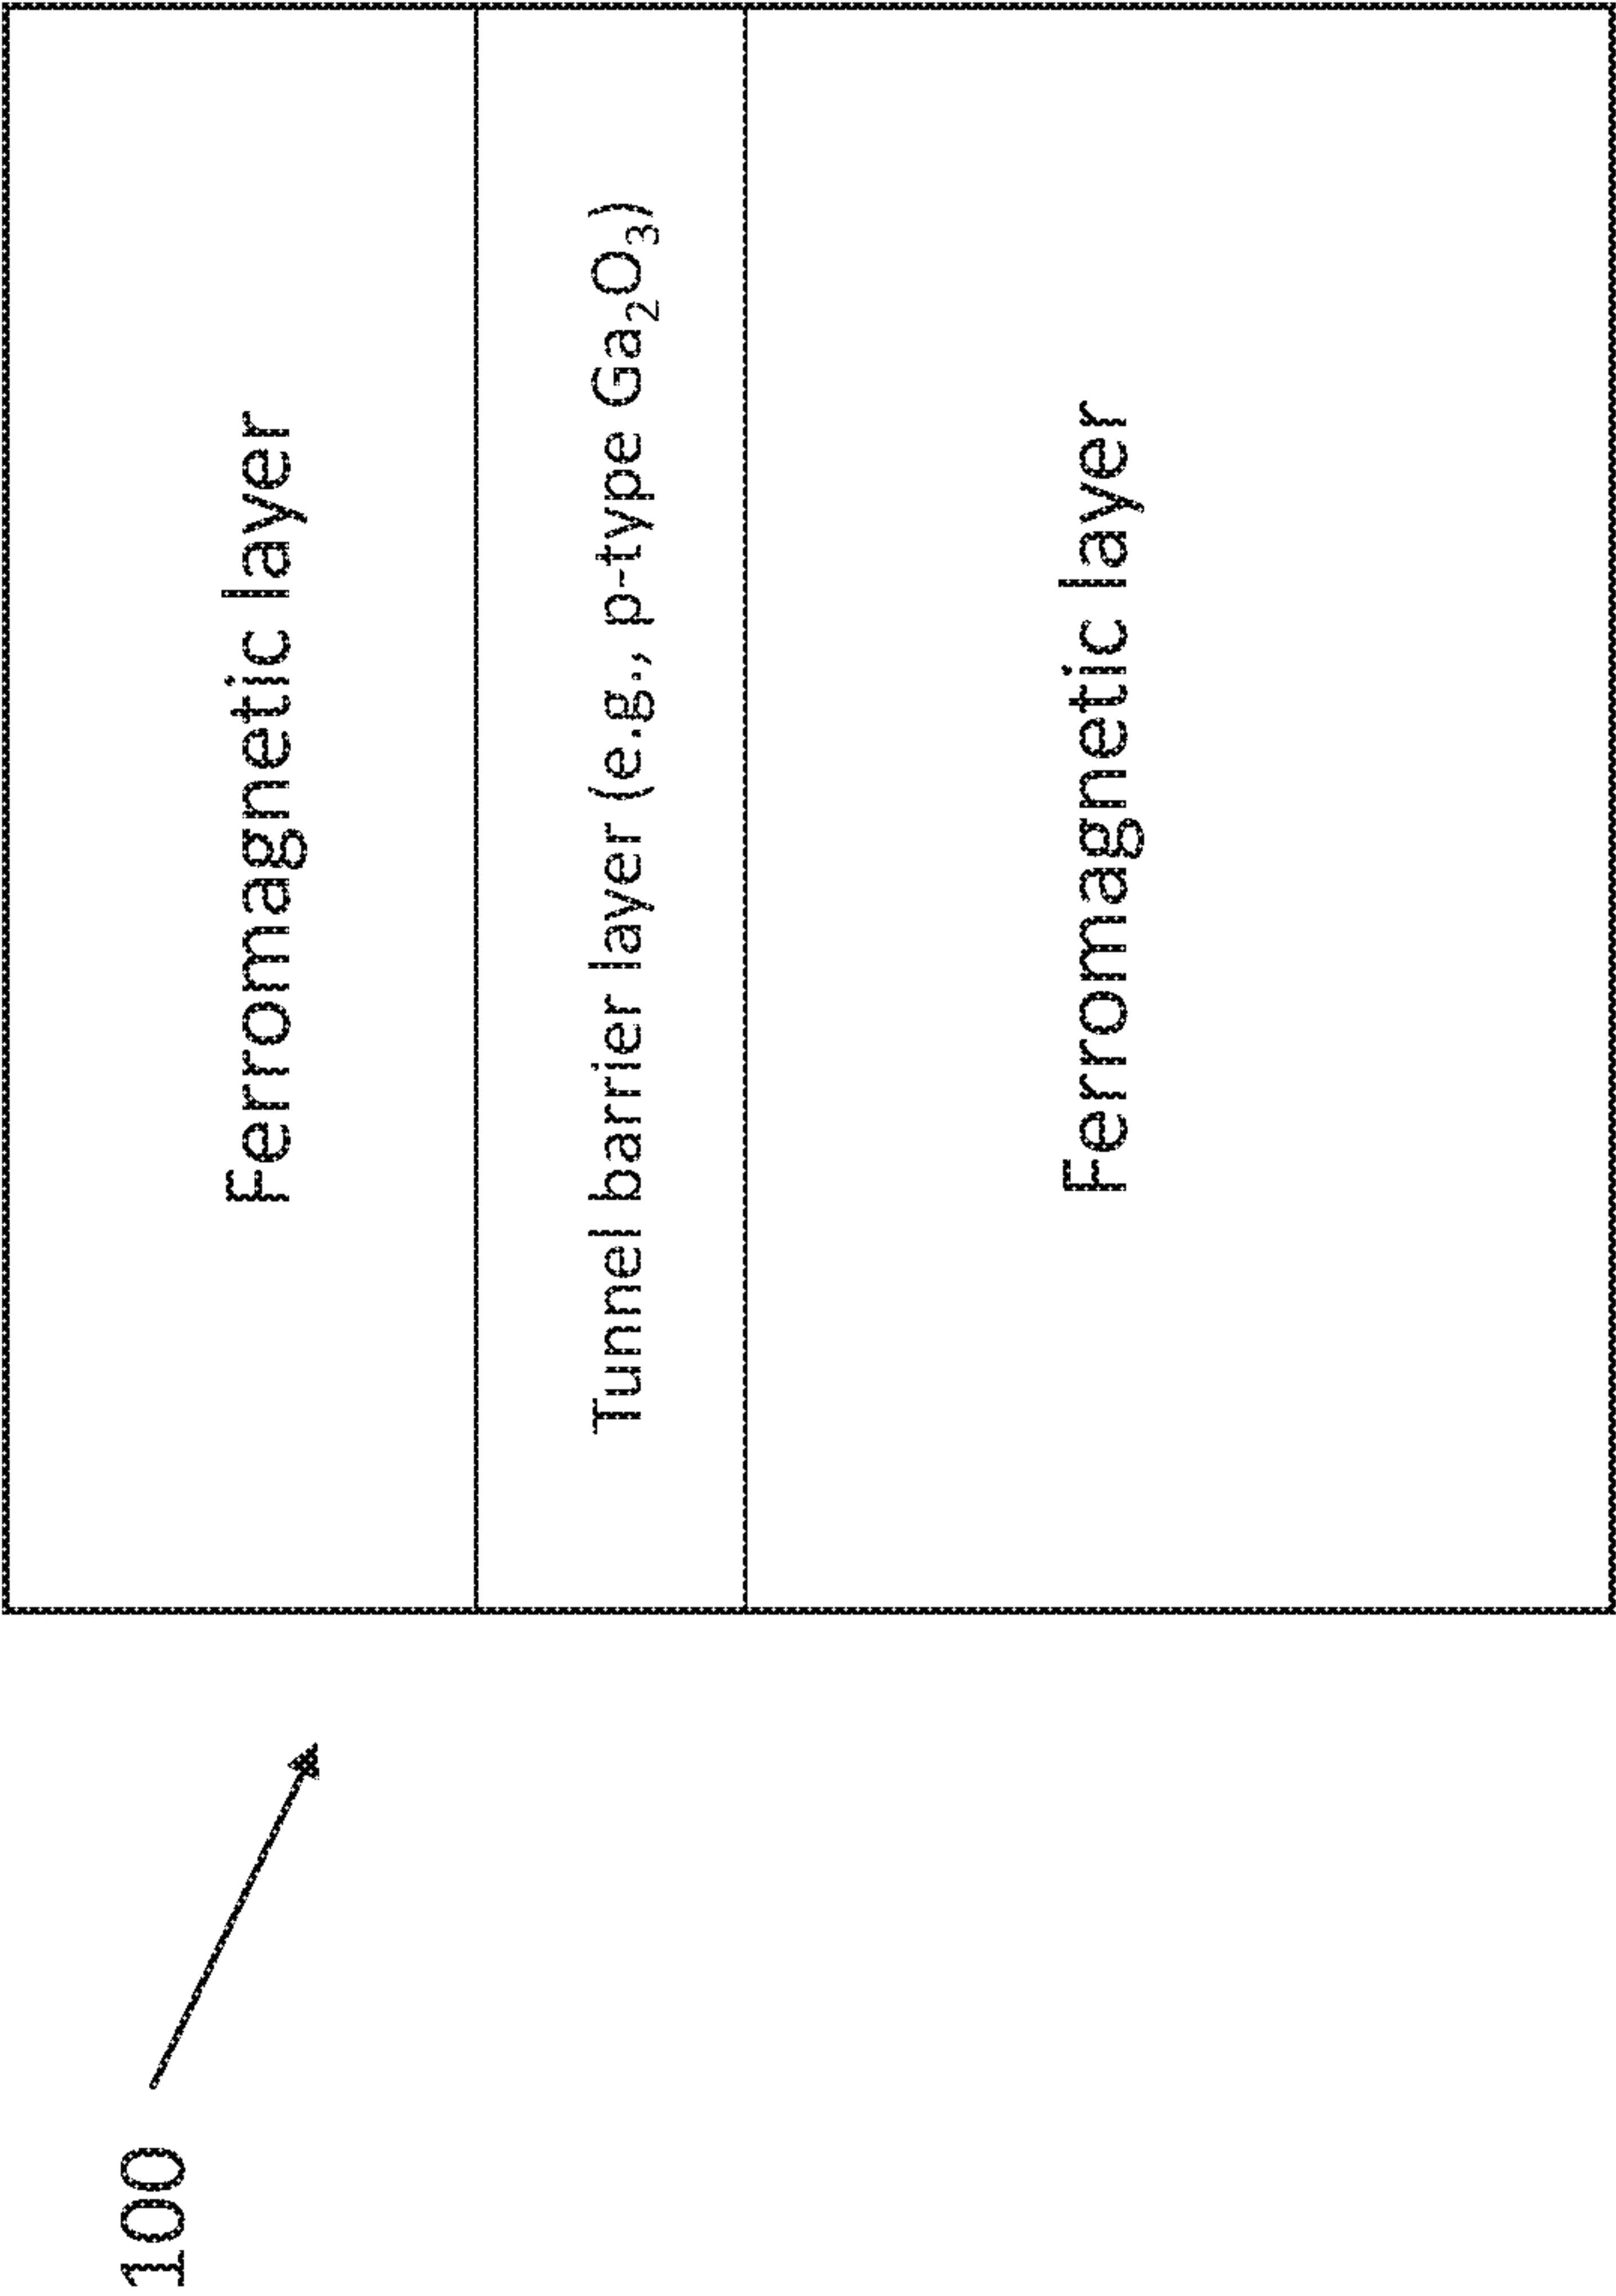 100
Ferromagnetic layer
Tunnel barrier layer (e.g., p-type Ga₂O₃)
Ferromagnetic layer